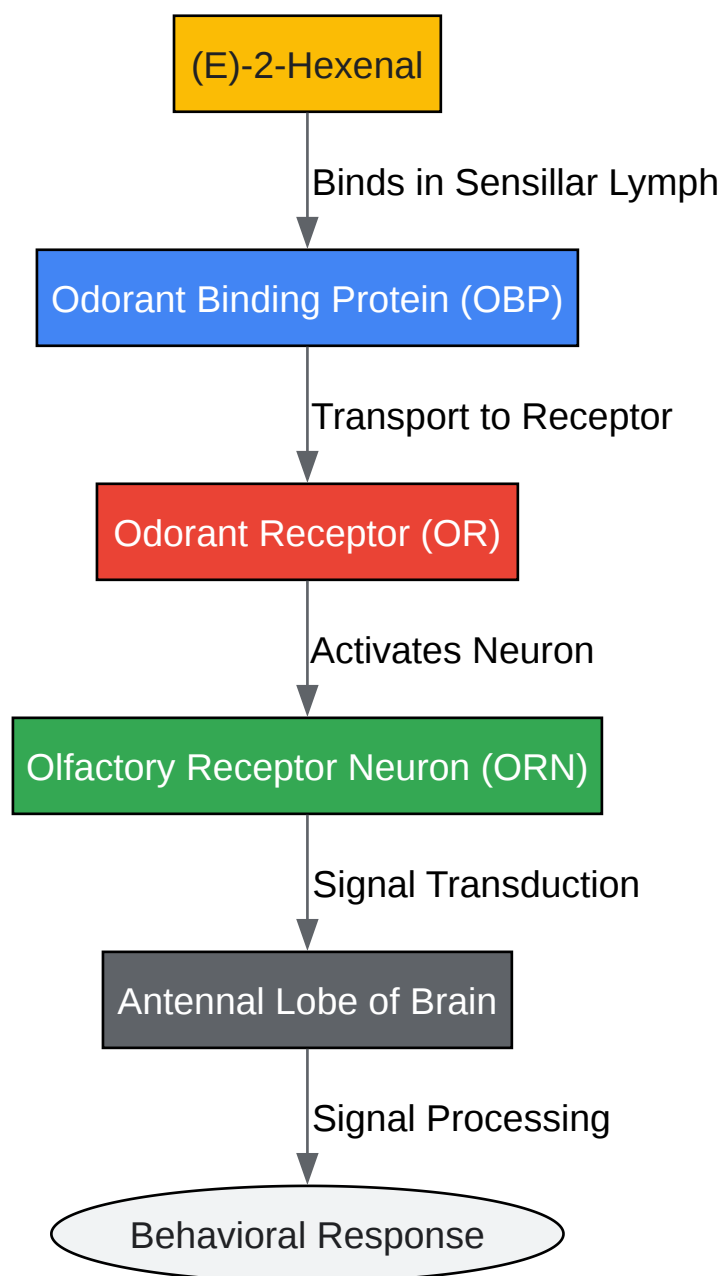 (E)-2-Hexenal
Binds in Sensillar Lymph
Odorant Binding Protein (OBP)
Transport to Receptor
Odorant Receptor (OR)
Activates Neuron
Olfactory Receptor Neuron (ORN)
Signal Transduction
Antennal Lobe of Brain
Signal Processing
Behavioral Response